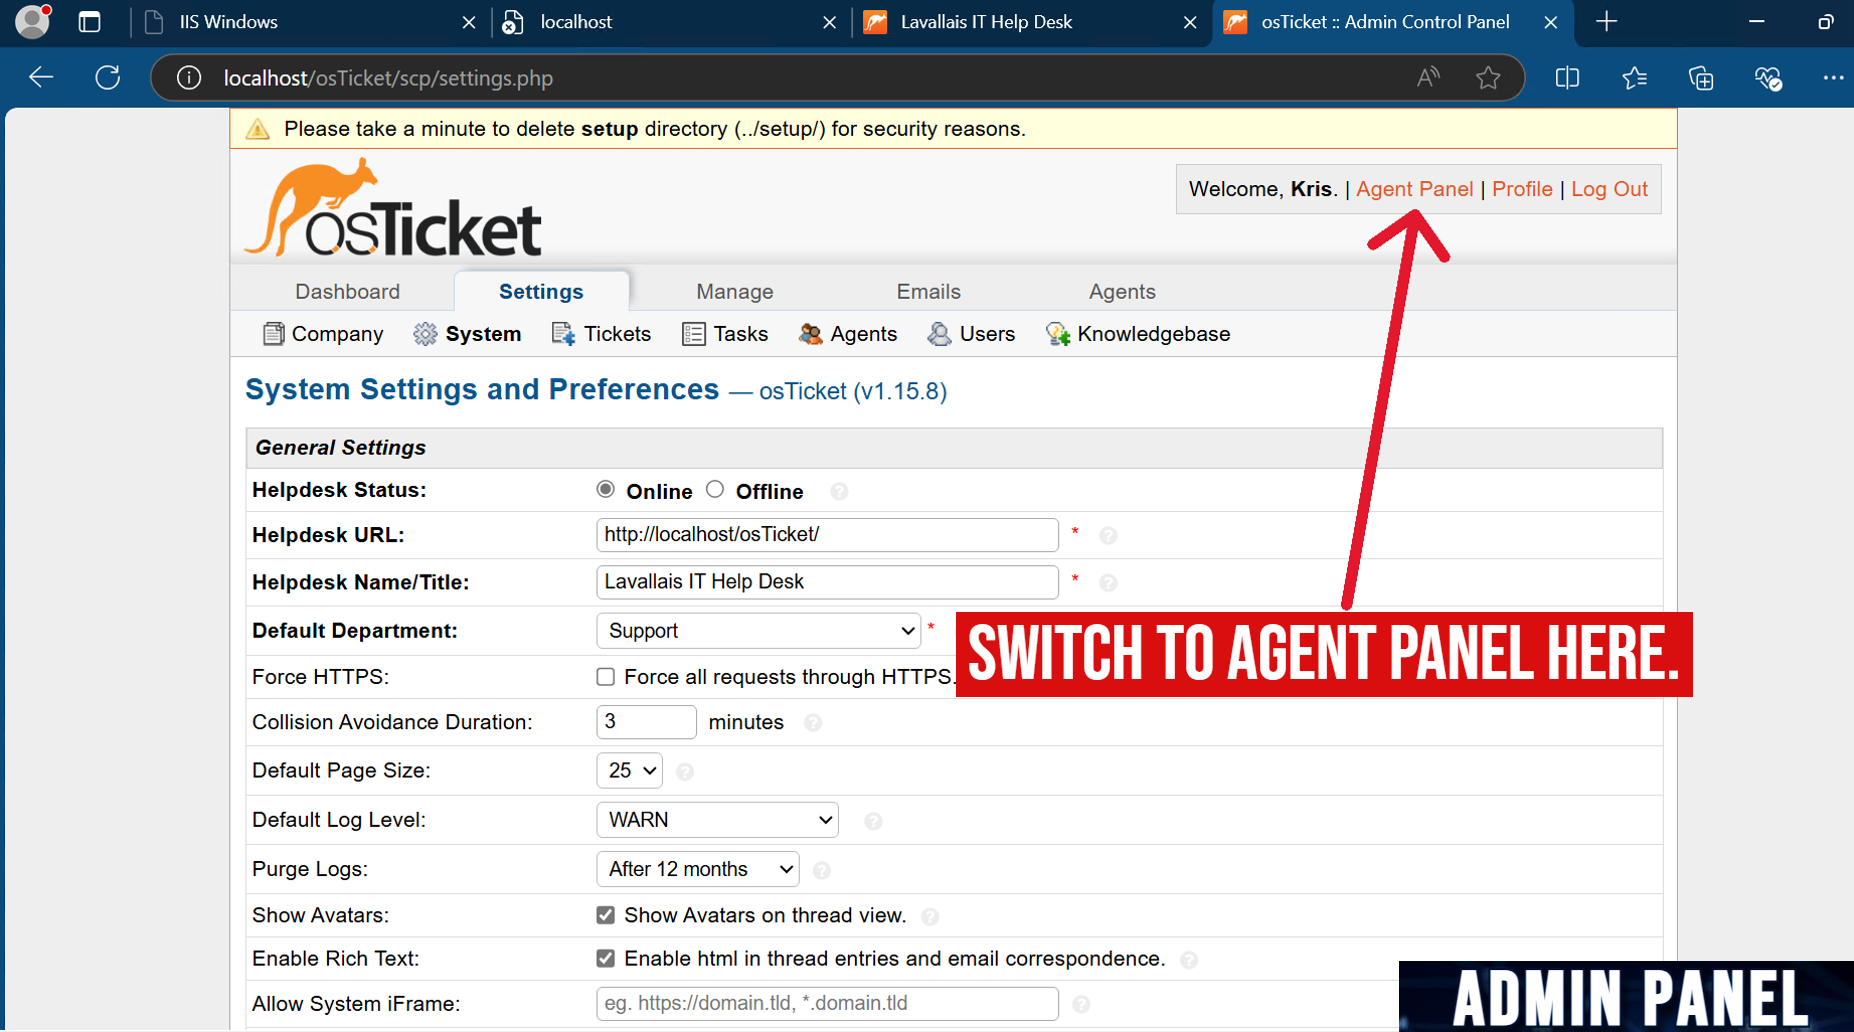 IIS Windows
localhost
Lavallais IT Help Desk
osTicket :: Admin Control Panel
localhost/osTicket/scp/settings.php
Please take a minute to delete setup directory (../setup/) for security reasons.
osTicket
Welcome, Kris. | Agent Panel | Profile | Log Out
Dashboard Settings Manage Emails Agents
Company System Tickets Tasks Agents Users Knowledgebase
System Settings and Preferences — osTicket (v1.15.8)
General Settings
Helpdesk Status: Online Offline
Helpdesk URL: http://localhost/osTicket/ *
Helpdesk Name/Title: Lavallais IT Help Desk *
Default Department: Support *
SWITCH TO AGENT PANEL HERE.
Force HTTPS: Force all requests through HTTPS.
Collision Avoidance Duration: 3 minutes
Default Page Size: 25
Default Log Level: WARN
Purge Logs: After 12 months
Show Avatars: Show Avatars on thread view.
Enable Rich Text: Enable html in thread entries and email correspondence.
Allow System iFrame: eg. https://domain.tld, *.domain.tld
ADMIN PANEL